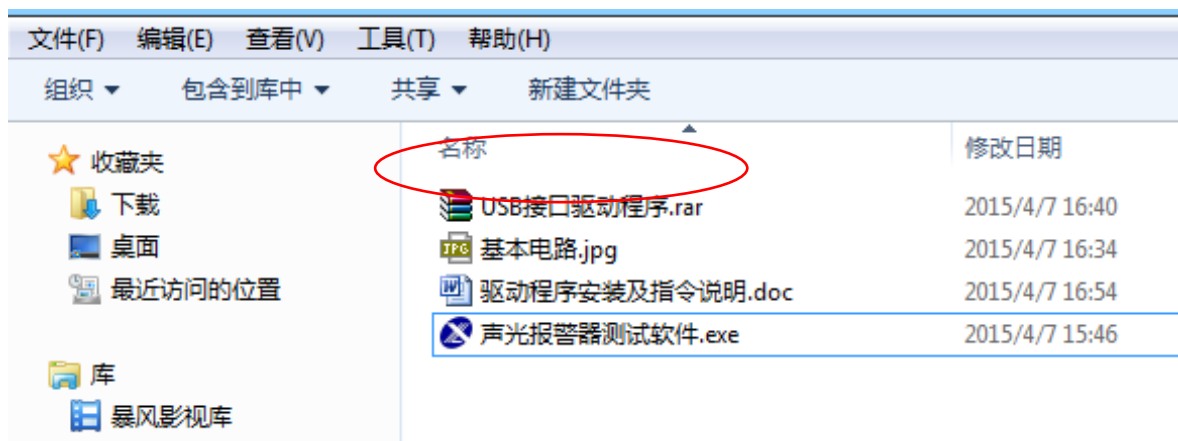 文件(F) 编辑(E) 查看(V) 工具(T) 帮助(H)
组织 包含到库中 共享 新建文件夹
收藏夹
下载
桌面
最近访问的位置
库
暴风影视库
名称 修改日期
USB接口驱动程序.rar 2015/4/7 16:40
JPG 基本电路.jpg 2015/4/7 16:34
驱动程序安装及指令说明.doc 2015/4/7 16:54
声光报警器测试软件.exe 2015/4/7 15:46